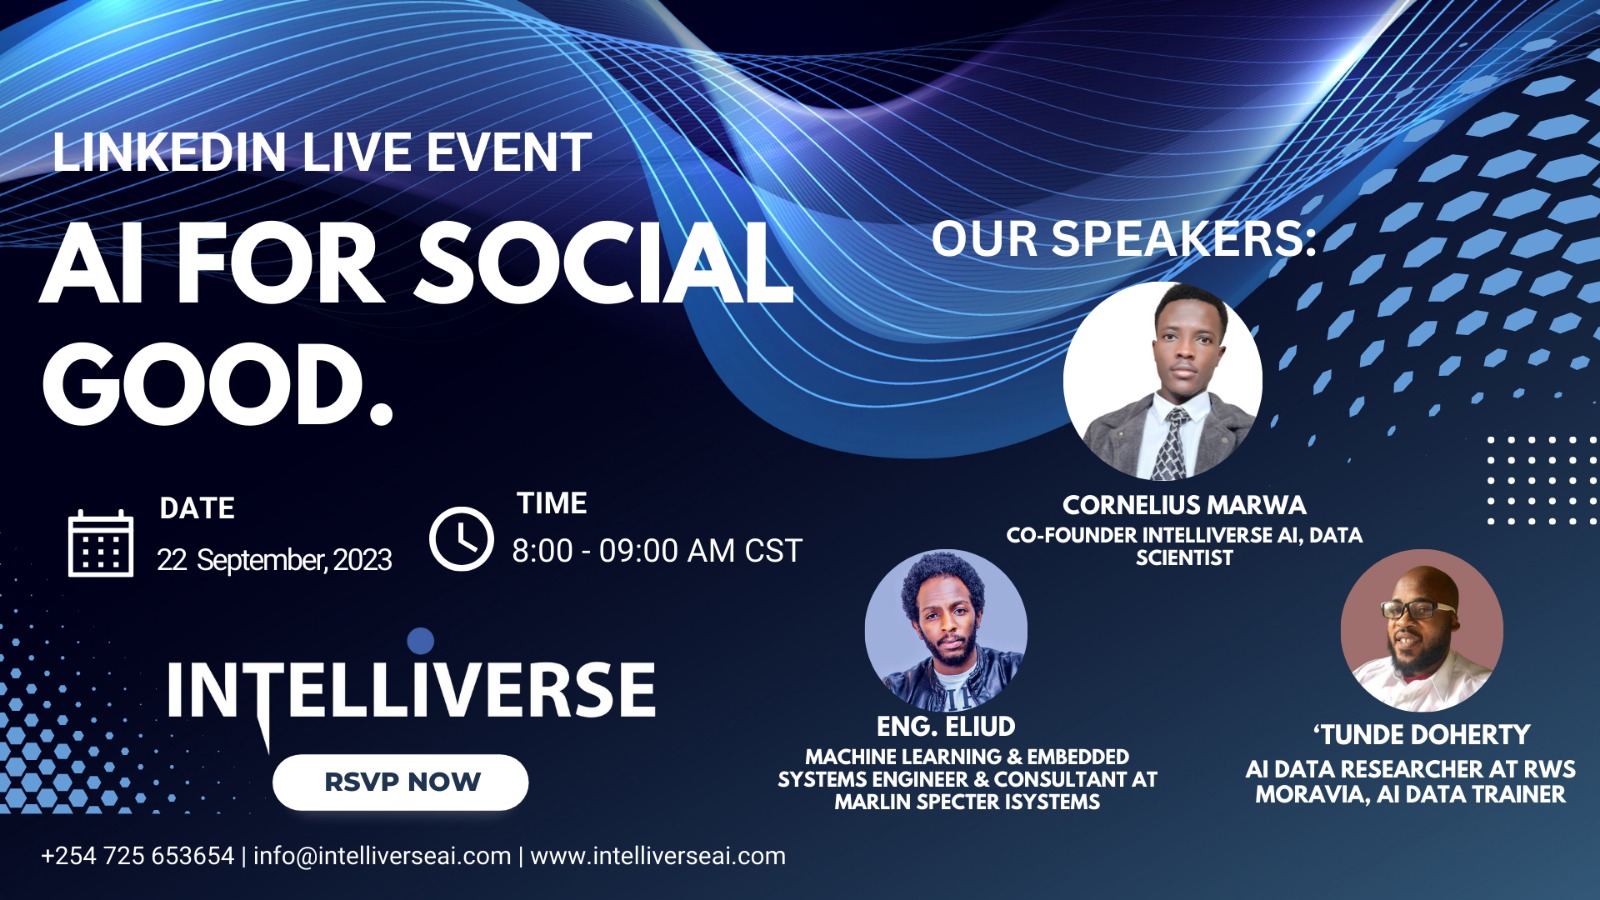 LINKEDIN LIVE EVENT
AI FOR SOCIAL
GOOD.
DATE
22 September, 2023
TIME
8:00 - 09:00 AM CST
INTELLIVERSE
RSVP NOW
+254 725 653654 | info@intelliverseai.com | www.intelliverseai.com
OUR SPEAKERS:
CORNELIUS MARWA
CO-FOUNDER INTELLIVERSE AI, DATA
SCIENTIST
ENG. ELIUD
MACHINE LEARNING & EMBEDDED
SYSTEMS ENGINEER & CONSULTANT AT
MARLIN SPECTER ISYSTEMS
‘TUNDE DOHERTY
AI DATA RESEARCHER AT RWS
MORAVIA, AI DATA TRAINER